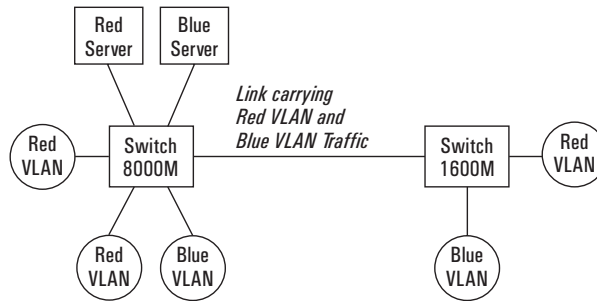 Red
Server
Blue
Server
Link carrying
Red VLAN and
Blue VLAN Traffic
Red
VLAN
Switch
8000M
Switch
1600M
Red
VLAN
Red
VLAN
Blue
VLAN
Blue
VLAN